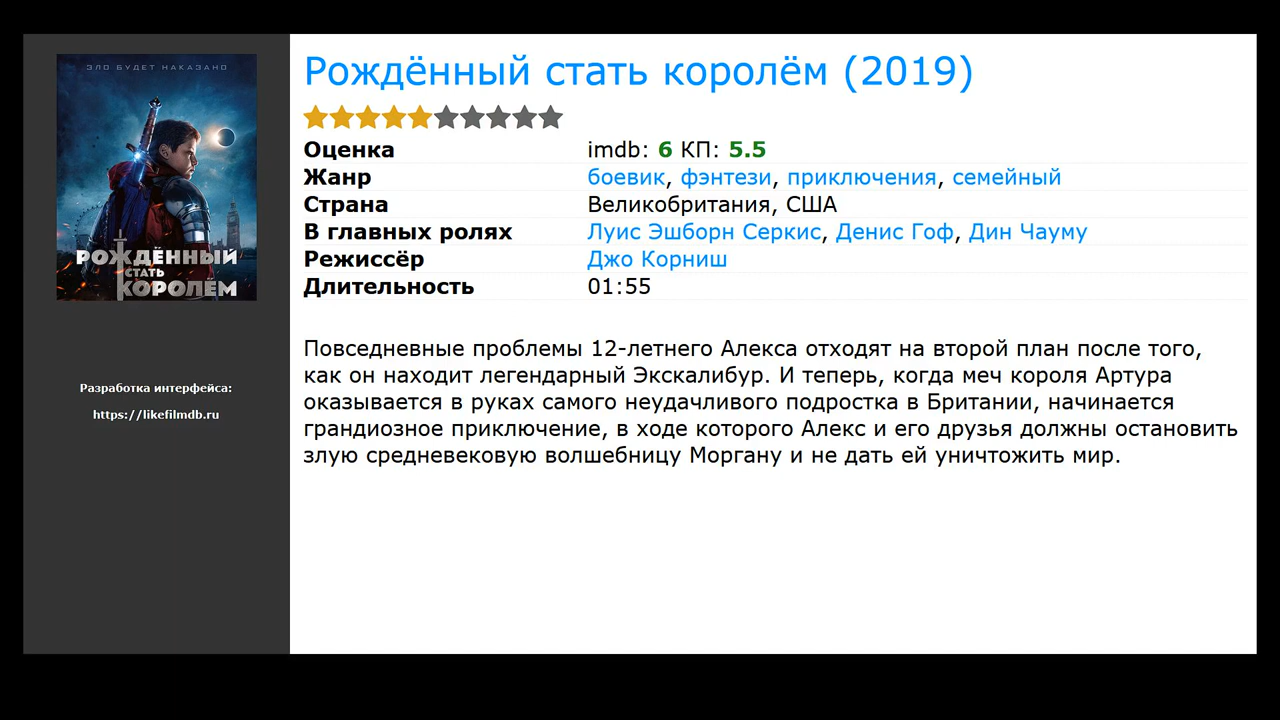 ЗЛО БУДЕТ НАКАЗАНО
РОЖДЁННЫЙ
СТАТЬ
КОРОЛЁМ
Разработка интерфейса:
https://likefilmdb.ru
Рождённый стать королём (2019)
Оценка imdb: 6 КП: 5.5
Жанр боевик, фэнтези, приключения, семейный
Страна Великобритания, США
В главных ролях Луис Эшборн Серкис, Денис Гоф, Дин Чауму
Режиссёр Джо Корниш
Длительность 01:55
Повседневные проблемы 12-летнего Алекса отходят на второй план после того,
как он находит легендарный Экскалибур. И теперь, когда меч короля Артура
оказывается в руках самого неудачливого подростка в Британии, начинается
грандиозное приключение, в ходе которого Алекс и его друзья должны остановить
злую средневековую волшебницу Моргану и не дать ей уничтожить мир.